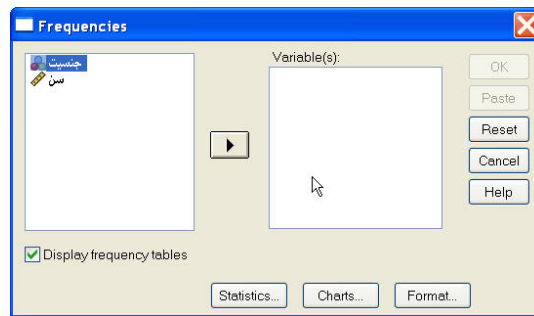 Frequencies
جنسیت
سن
Variable(s):
OK
Paste
Reset
Cancel
Help
Display frequency tables
Statistics...
Charts...
Format...